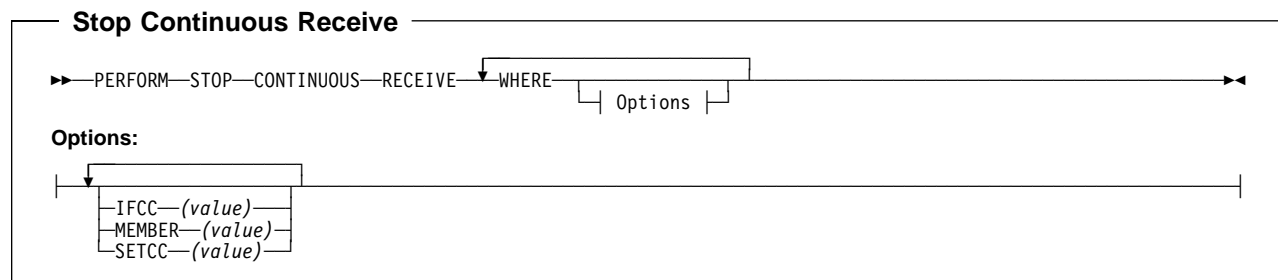 Stop Continuous Receive
PERFORM STOP CONTINUOUS RECEIVE WHERE
Options
Options:
IFCC (value)
MEMBER (value)
SETCC (value)